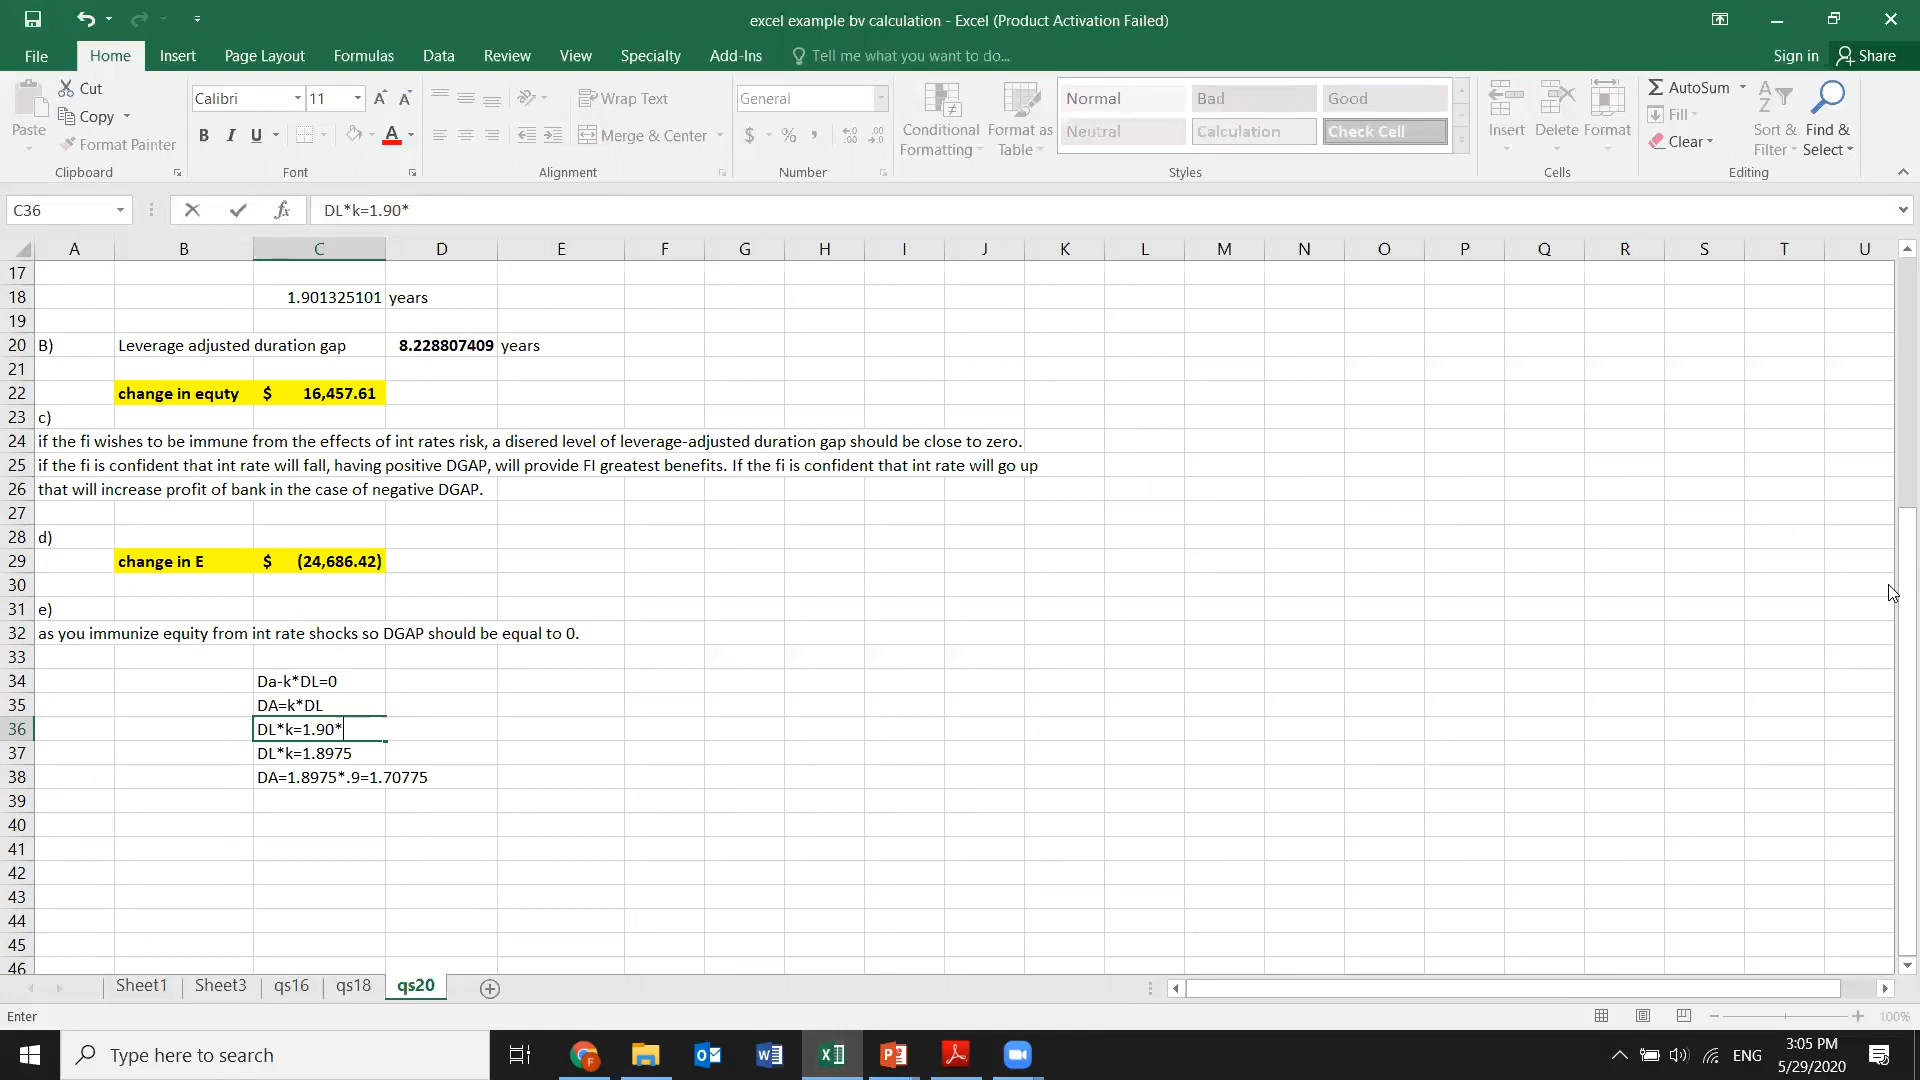 excel example bv calculation - Excel (Product Activation Failed)
File Home Insert Page Layout Formulas Data Review View Specialty Add-Ins Tell me what you want to do... Sign in Share
Paste
Cut
Copy
Format Painter
Clipboard
Calibri 11
B I U
Font
Wrap Text
Merge & Center
Alignment
General
$ % ,
Number
Conditional Formatting
Format as Table
Normal Bad Good
Neutral Calculation Check Cell
Styles
Insert Delete Format
Cells
AutoSum
Fill
Clear
Sort & Filter
Find & Select
Editing
C36 fx DL*k=1.90*
A B C D E F G H I J K L M N O P Q R S T U
17
18 1.901325101 years
19
20 B) Leverage adjusted duration gap 8.228807409 years
21
22 change in equty $ 16,457.61
23 c)
24 if the fi wishes to be immune from the effects of int rates risk, a disered level of leverage-adjusted duration gap should be close to zero.
25 if the fi is confident that int rate will fall, having positive DGAP, will provide FI greatest benefits. If the fi is confident that int rate will go up
26 that will increase profit of bank in the case of negative DGAP.
27
28 d)
29 change in E $ (24,686.42)
30
31 e)
32 as you immunize equity from int rate shocks so DGAP should be equal to 0.
33
34 Da-k*DL=0
35 DA=k*DL
36 DL*k=1.90*
37 DL*k=1.8975
38 DA=1.8975*.9=1.70775
39
40
41
42
43
44
45
46
Sheet1 Sheet3 qs16 qs18 qs20
Enter 100%
Type here to search
ENG
3:05 PM
5/29/2020